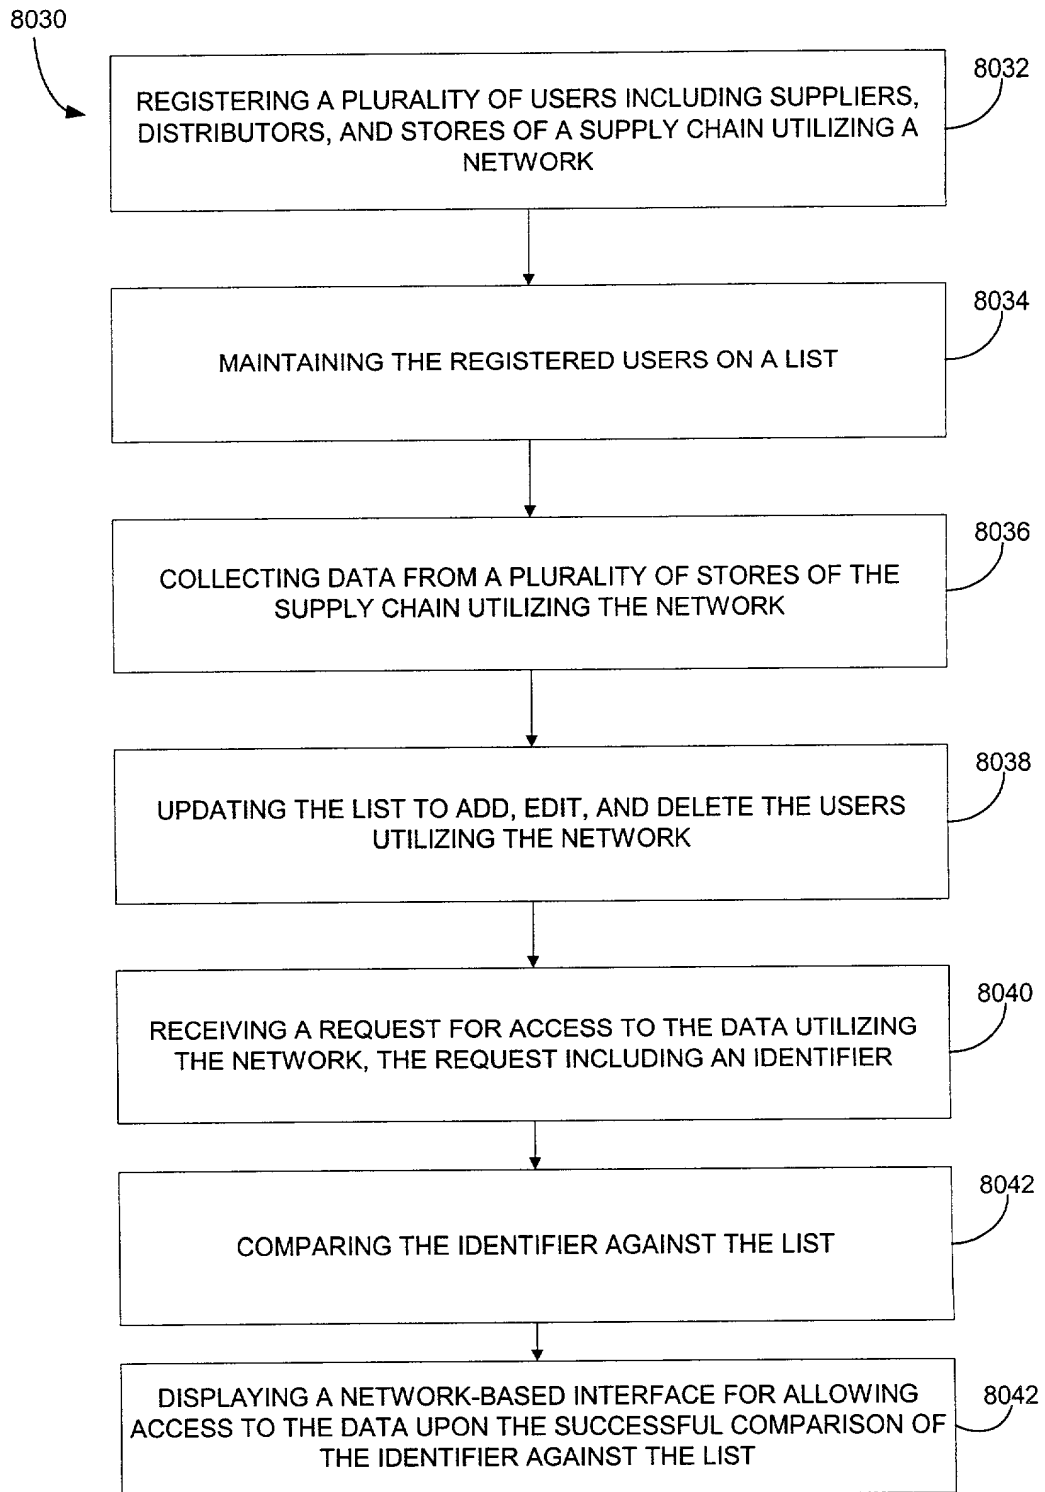 8030
8032
REGISTERING A PLURALITY OF USERS INCLUDING SUPPLIERS,
DISTRIBUTORS, AND STORES OF A SUPPLY CHAIN UTILIZING A
NETWORK
8034
MAINTAINING THE REGISTERED USERS ON A LIST
8036
COLLECTING DATA FROM A PLURALITY OF STORES OF THE
SUPPLY CHAIN UTILIZING THE NETWORK
8038
UPDATING THE LIST TO ADD, EDIT, AND DELETE THE USERS
UTILIZING THE NETWORK
8040
RECEIVING A REQUEST FOR ACCESS TO THE DATA UTILIZING
THE NETWORK, THE REQUEST INCLUDING AN IDENTIFIER
8042
COMPARING THE IDENTIFIER AGAINST THE LIST
8042
DISPLAYING A NETWORK-BASED INTERFACE FOR ALLOWING
ACCESS TO THE DATA UPON THE SUCCESSFUL COMPARISON OF
THE IDENTIFIER AGAINST THE LIST